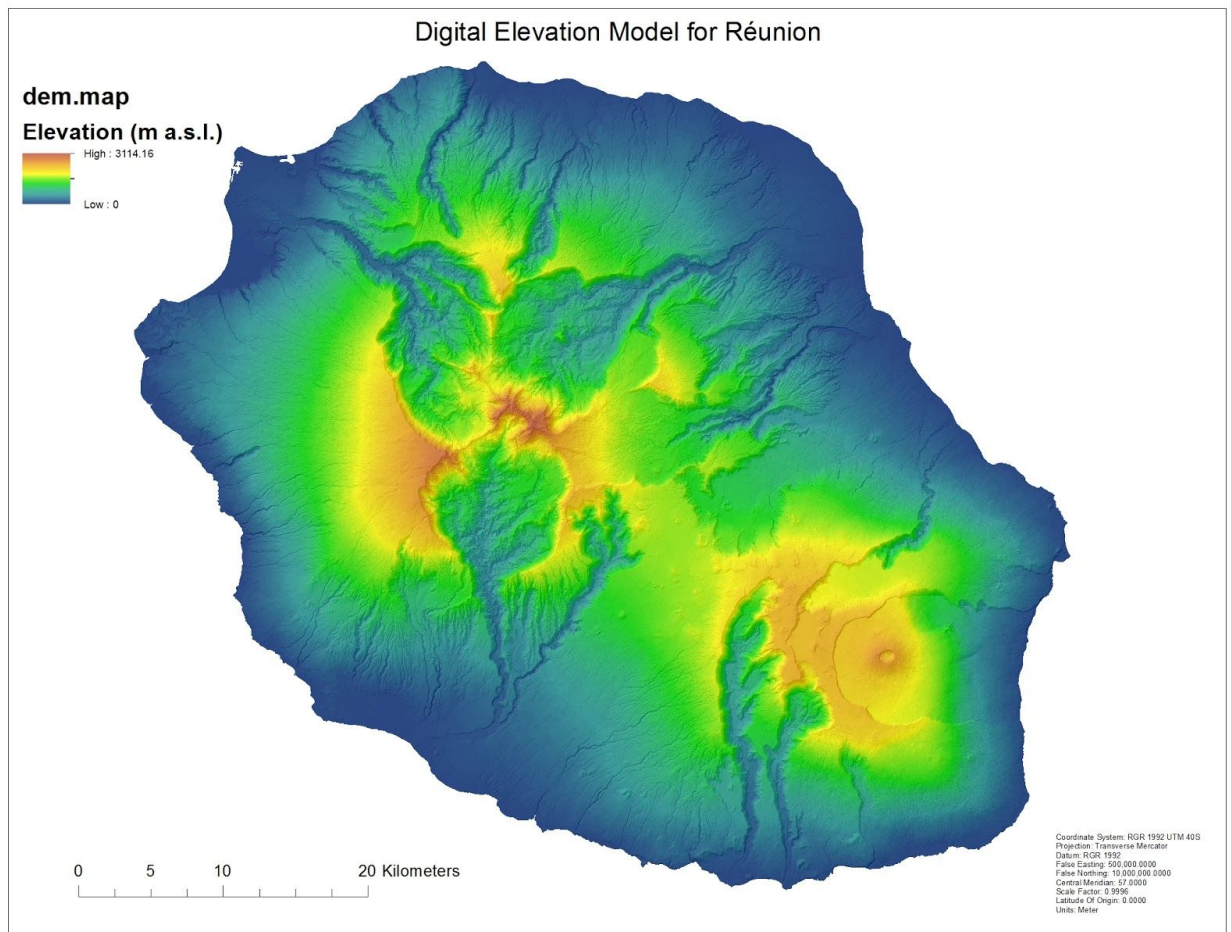 Digital Elevation Model for Réunion
dem.map
Elevation (m a.s.l.)
High : 3114.16
Low : 0
0 5 10 20 Kilometers
Coordinate System: RGR 1992 UTM 40S
Projection: Transverse Mercator
Datum: RGR 1992
False Easting: 500,000.0000
False Northing: 10,000,000.0000
Central Meridian: 57.0000
Scale Factor: 0.9996
Latitude Of Origin: 0.0000
Units: Meter